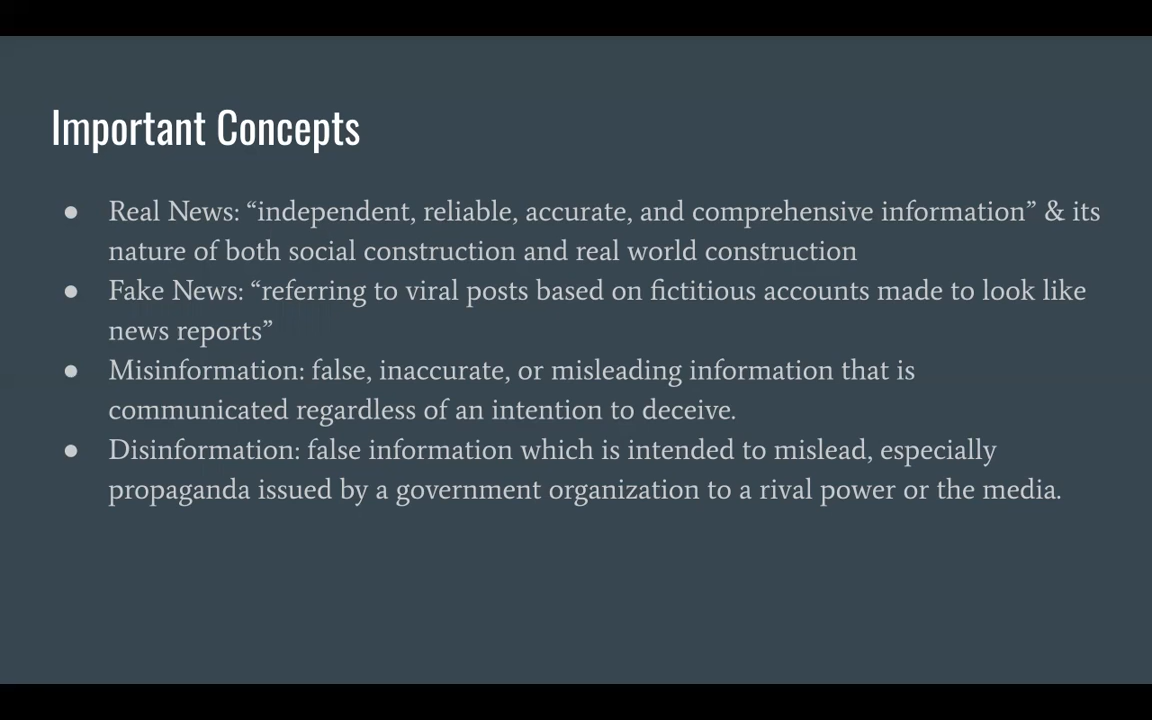 Important Concepts
● Real News: “independent, reliable, accurate, and comprehensive information” & its
nature of both social construction and real world construction
● Fake News: “referring to viral posts based on fictitious accounts made to look like
news reports”
● Misinformation: false, inaccurate, or misleading information that is
communicated regardless of an intention to deceive.
● Disinformation: false information which is intended to mislead, especially
propaganda issued by a government organization to a rival power or the media.